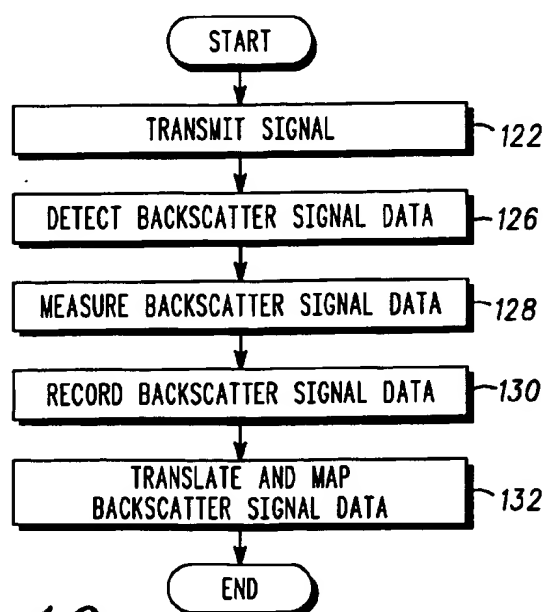 START
TRANSMIT SIGNAL
122
DETECT BACKSCATTER SIGNAL DATA
126
MEASURE BACKSCATTER SIGNAL DATA
128
RECORD BACKSCATTER SIGNAL DATA
130
TRANSLATE AND MAP
BACKSCATTER SIGNAL DATA
132
END